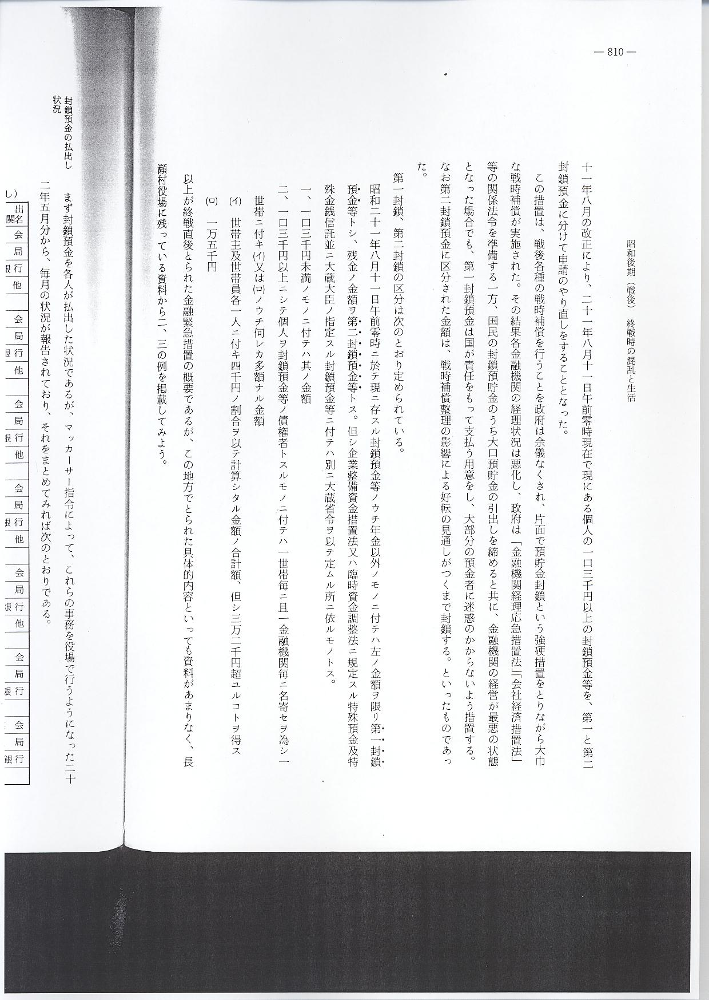 ― 810 ―
昭和後期（戦後）　終戦時の混乱と生活
十一年八月の改正により、二十一年八月十一日午前零時現在で現にある個人の一口三千円以上の封鎖預金等を、第一と第二
封鎖預金に分けて申請のやり直しをすることとなった。
この措置は、戦後各種の戦時補償を行うことを政府は余儀なくされ、片面で預貯金封鎖という強硬措置をとりながら大巾
な戦時補償が実施された。その結果各金融機関の経理状況は悪化し、政府は「金融機関経理応急措置法」「会社経済措置法」
等の関係法令を準備する一方、国民の封鎖預貯金のうち大口預貯金の引出しを締めると共に、金融機関の経営が最悪の状態
となった場合でも、第一封鎖預金は国が責任をもって支払う用意をし、大部分の預金者に迷惑のかからないよう措置する。
なお第二封鎖預金に区分された金額は、戦時補償整理の影響による好転の見通しがつくまで封鎖する。といったものであっ
た。
第一封鎖、第二封鎖の区分は次のとおり定められている。
昭和二十一年八月十一日午前零時ニ於テ現ニ存スル封鎖預金等ノウチ年金以外ノモノニ付テハ左ノ金額ヲ限リ第一封鎖
預金等トシ、残金ノ金額ヲ第二封鎖預金等トス。但シ企業整備資金措置法又ハ臨時資金調整法ニ規定スル特殊預金及特
殊金銭信託並ニ大蔵大臣ノ指定スル封鎖預金等ニ付テハ別ニ大蔵省令ヲ以テ定ムル所ニ依ルモノトス。
一、一口三千円未満ノモノニ付テハ其ノ金額
二、一口三千円以上ニシテ個人ヲ封鎖預金等ノ債権者トスルモノニ付テハ一世帯毎ニ且一金融機関毎ニ名寄セヲ為シ一
世帯ニ付キ(イ)又は(ロ)ノウチ何レカ多額ナル金額
(イ)　世帯主及世帯員各一人ニ付キ四千円ノ割合ヲ以テ計算シタル金額ノ合計額、但シ三万二千円超ユルコトヲ得ス
(ロ)　一万五千円
以上が終戦直後とられた金融緊急措置の概要であるが、この地方でとられた具体的内容といっても資料があまりなく、長
瀬村役場に残っている資料から二、三の例を掲載してみよう。
封鎖預金の払出し
状況
まず封鎖預金を各人が払出した状況であるが、マッカーサー指令によって、これらの事務を役場で行うようになった二十
二年五月分から、毎月の状況が報告されており、それをまとめてみれば次のとおりである。
し）
出名
関
会
局
銀行
他
会
局
銀行
他
会
局
銀行
他
会
局
銀行
他
会
局
銀行
他
会
局
銀行
会
局
銀行